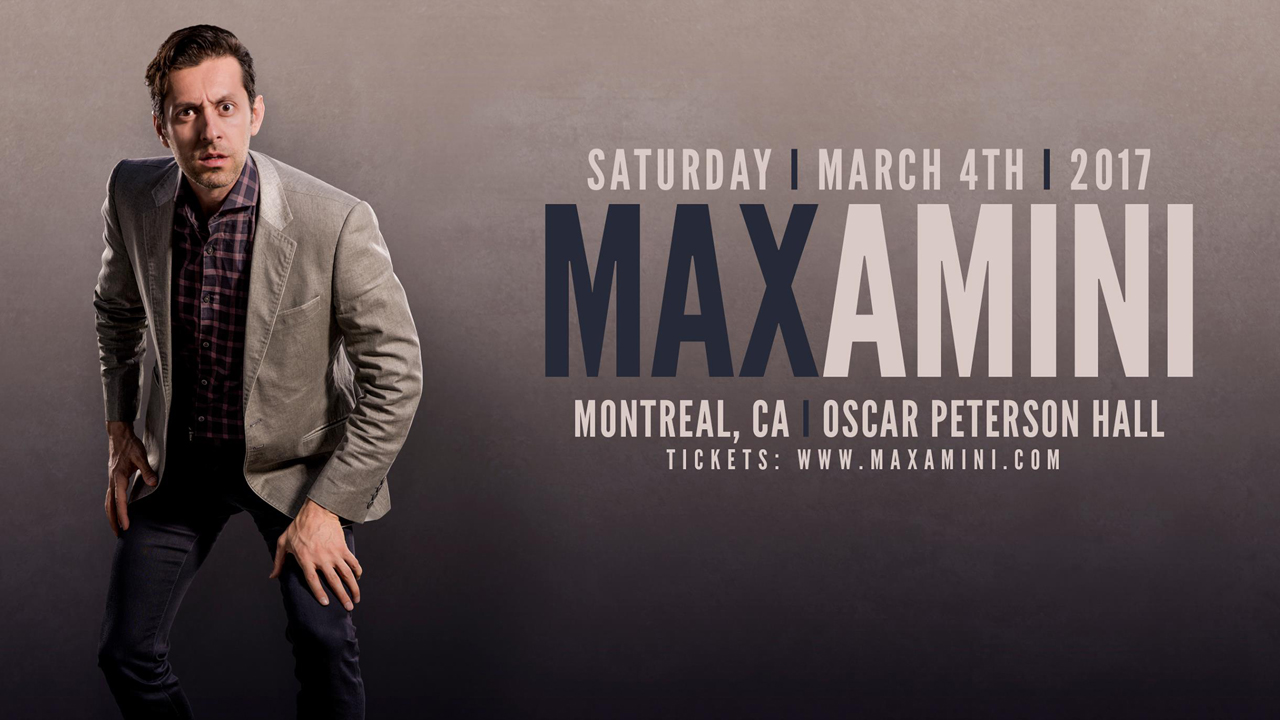 SATURDAY | MARCH 4TH | 2017
MAXAMINI
MONTREAL, CA | OSCAR PETERSON HALL
TICKETS: WWW.MAXAMINI.COM